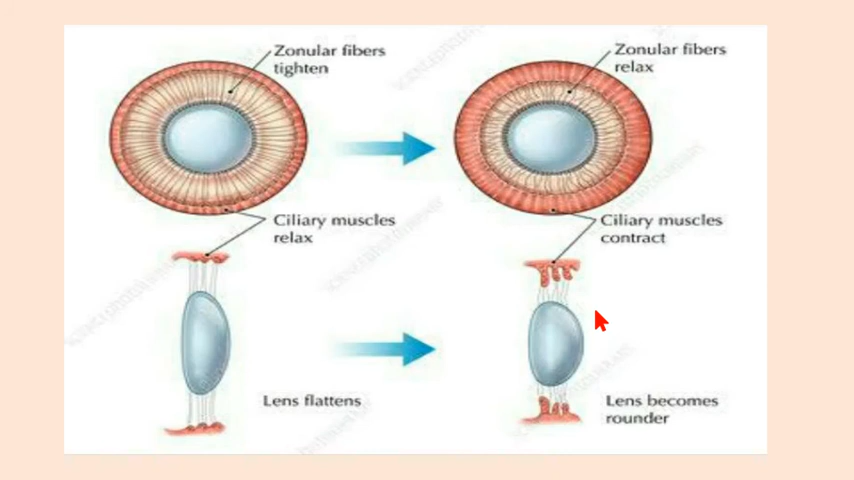 Zonular fibers
tighten
Zonular fibers
relax
Ciliary muscles
relax
Ciliary muscles
contract
Lens flattens
Lens becomes
rounder